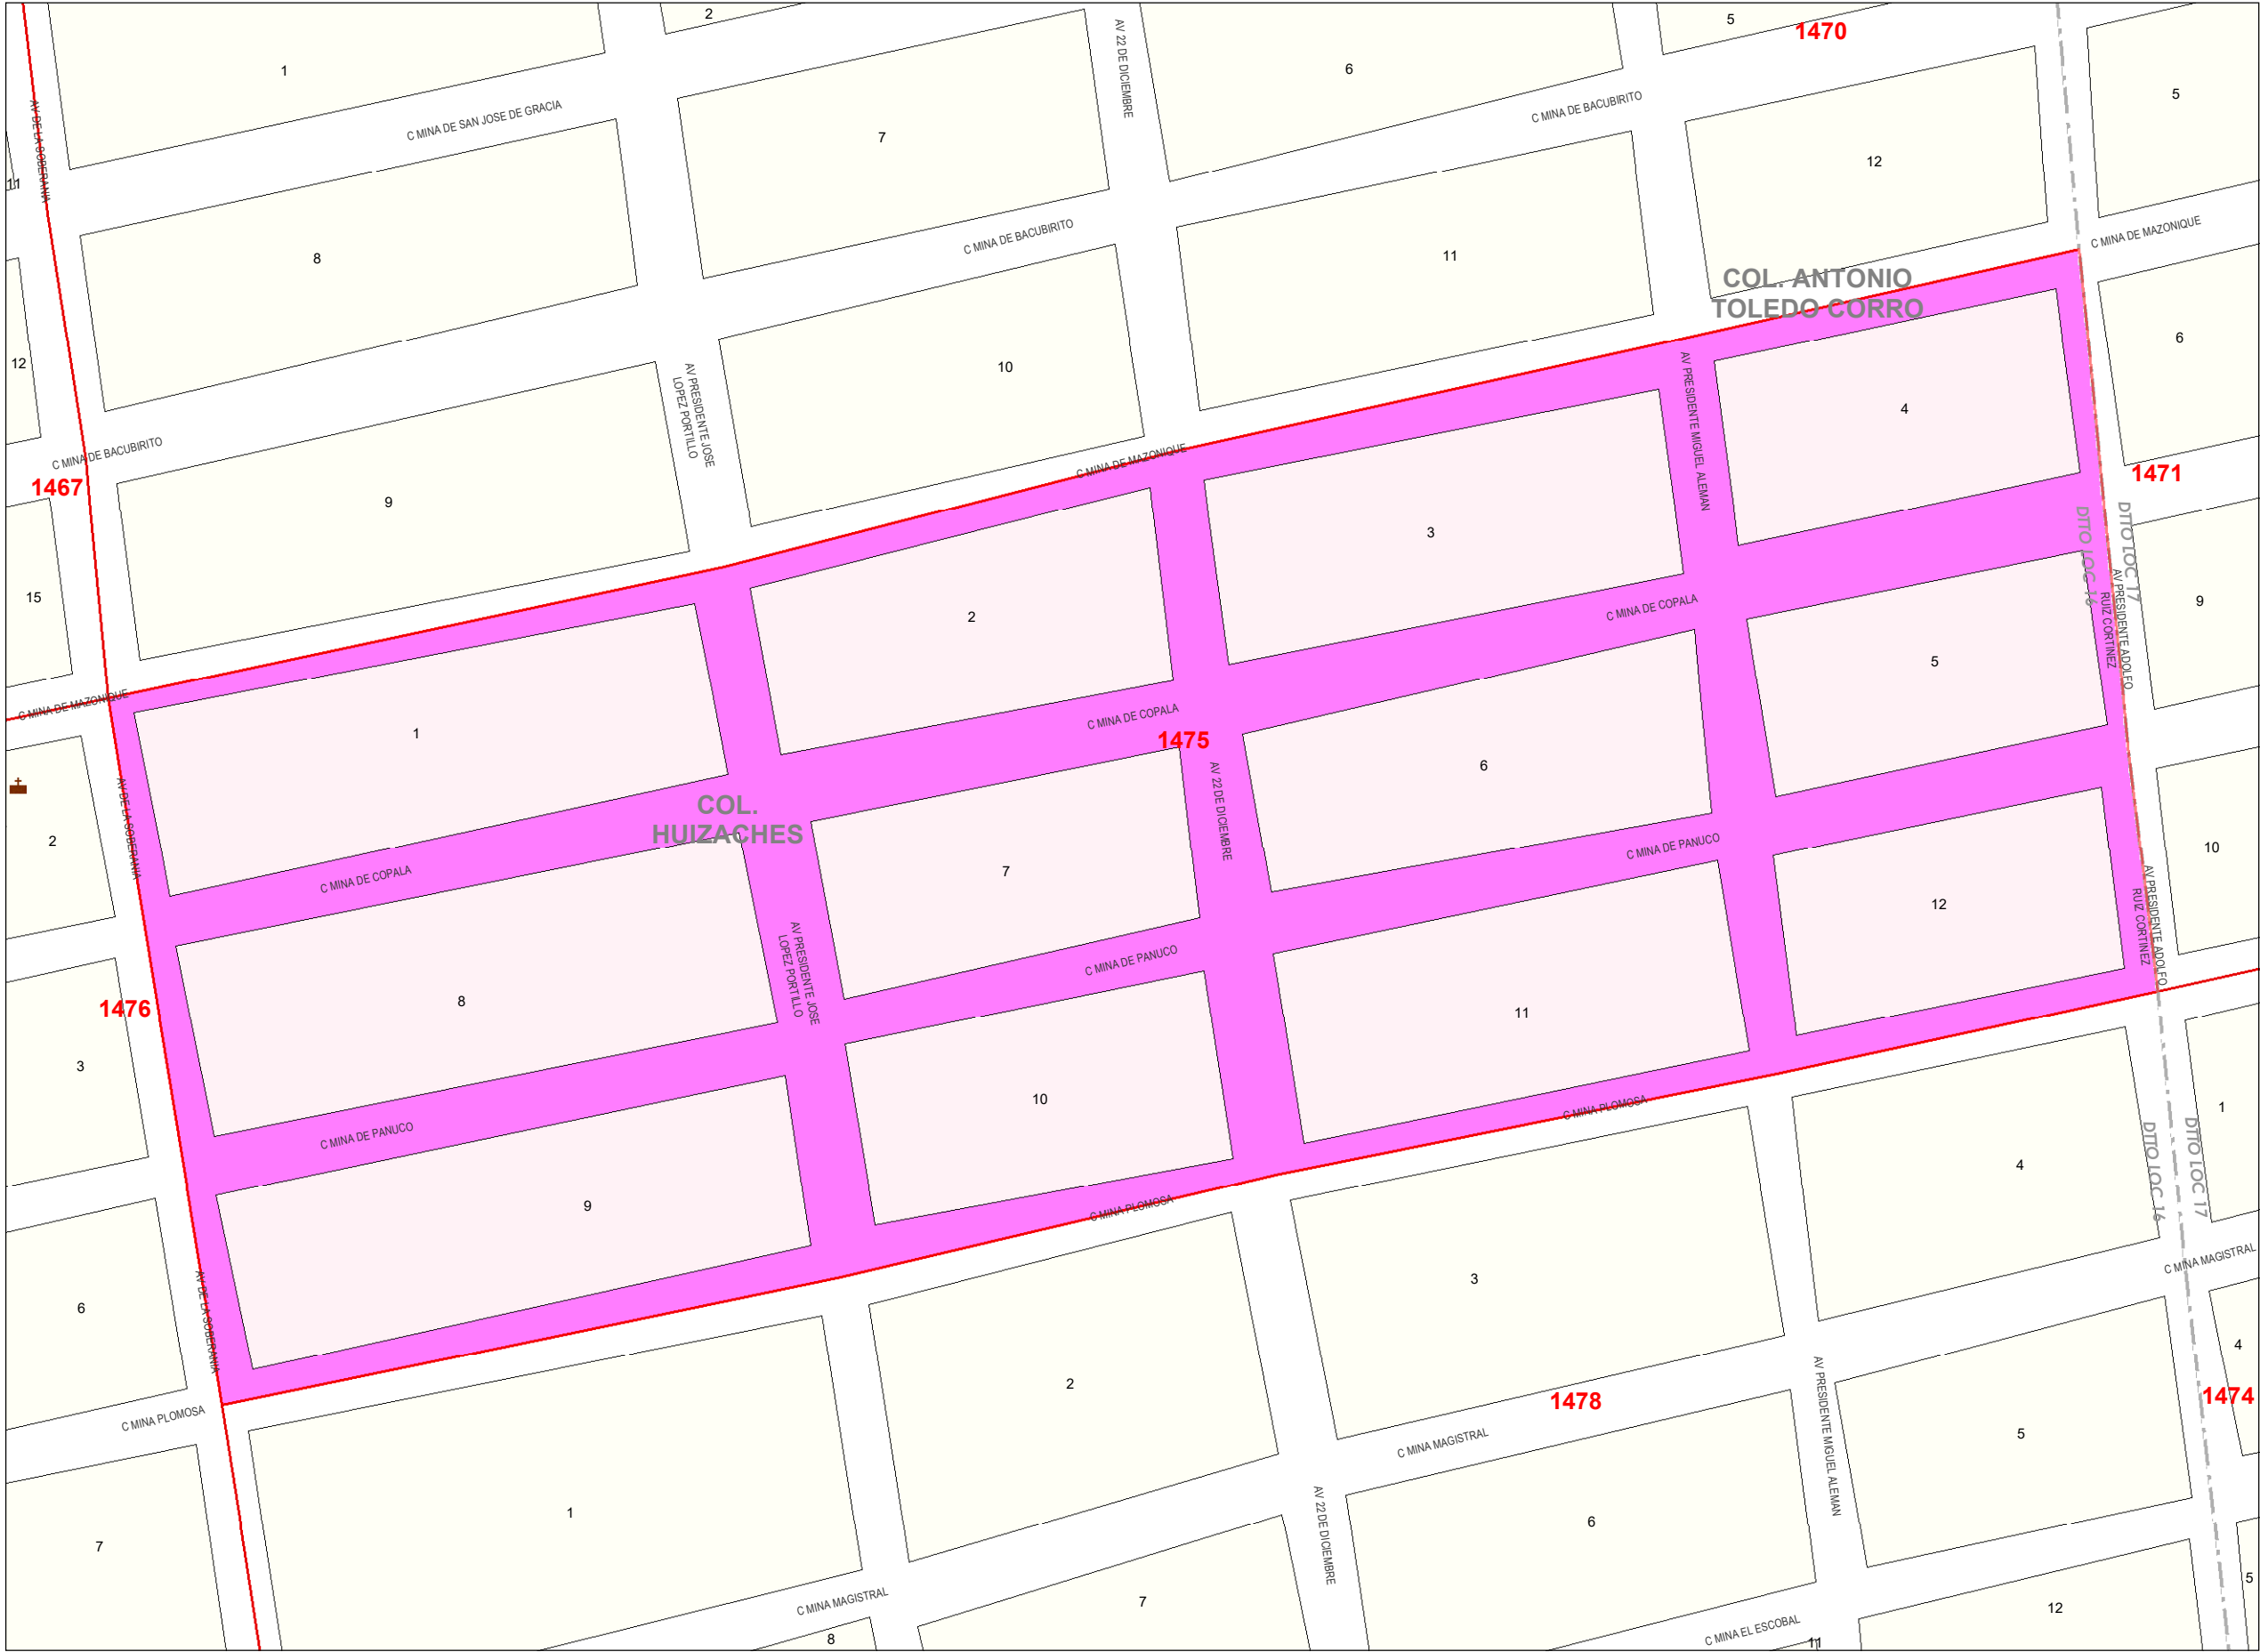 2
5
1470
1
AV 22 DE DICIEMBRE
6
5
C MINA DE SAN JOSE DE GRACIA
C MINA DE BACUBIRITO
AV DE LA SOBERANIA
7
12
11
8
C MINA DE BACUBIRITO
11
C MINA DE MAZONIQUE
COL. ANTONIO
TOLEDO CORRO
12
10
6
AV PRESIDENTE JOSE
LOPEZ PORTILLO
AV PRESIDENTE MIGUEL ALEMAN
4
C MINA DE BACUBIRITO
C MINA DE MAZONIQUE
1467
9
1471
3
DTTO LOC 16
DTTO LOC 17
15
2
C MINA DE COPALA
9
AV PRESIDENTE ADOLFO
RUIZ CORTINEZ
5
C MINA DE MAZONIQUE
1
C MINA DE COPALA
1475
6
AV 22 DE DICIEMBRE
COL.
HUIZACHES
2
AV DE LA SOBERANIA
C MINA DE COPALA
7
C MINA DE PANUCO
10
12
AV PRESIDENTE ADOLFO
RUIZ CORTINEZ
AV PRESIDENTE JOSE
LOPEZ PORTILLO
C MINA DE PANUCO
1476
8
11
3
C MINA DE PANUCO
10
C MINA PLOMOSA
1
4
DTTO LOC 16
DTTO LOC 17
9
C MINA PLOMOSA
6
AV DE LA SOBERANIA
3
C MINA MAGISTRAL
4
2
1478
1474
C MINA PLOMOSA
AV PRESIDENTE MIGUEL ALEMAN
C MINA MAGISTRAL
5
1
6
AV 22 DE DICIEMBRE
7
C MINA MAGISTRAL
7
5
12
8
C MINA EL ESCOBAL
11